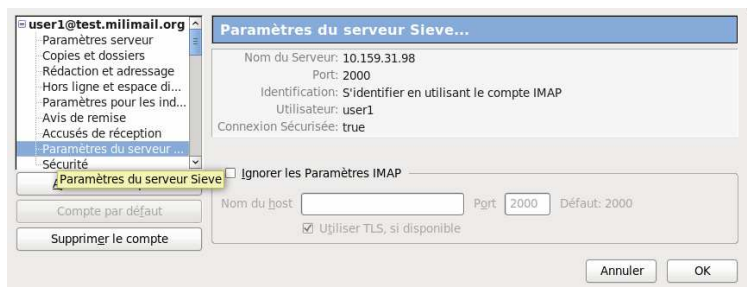 user1@test.milimail.org
Paramètres serveur
Copies et dossiers
Rédaction et adressage
Hors ligne et espace di...
Paramètres pour les ind...
Avis de remise
Accusés de réception
Paramètres du serveur ...
Sécurité
Paramètres du serveur Sieve
Compte par défaut
Supprimer le compte
Paramètres du serveur Sieve...
Nom du Serveur: 10.159.31.98
Port: 2000
Identification: S'identifier en utilisant le compte IMAP
Utilisateur: user1
Connexion Sécurisée: true
Ignorer les Paramètres IMAP
Nom du host Port 2000 Défaut: 2000
Utiliser TLS, si disponible
Annuler OK